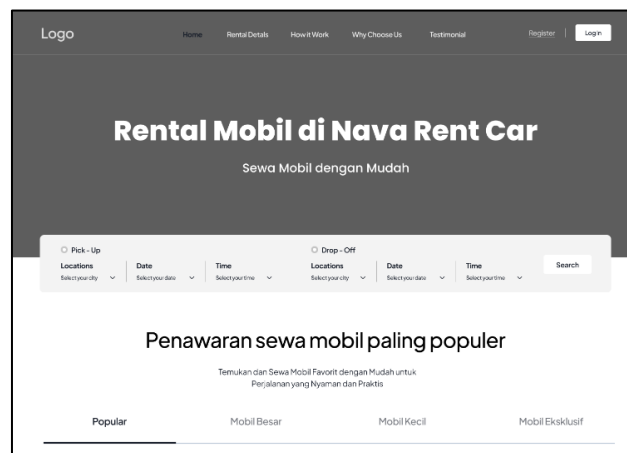 Logo
Home Rental Detals How it Work Why Choose Us Testimonial Register Log in
Rental Mobil di Nava Rent Car
Sewa Mobil dengan Mudah
Pick - Up Drop - Off
Locations Date Time Locations Date Time Search
Select your city Select your date Select your time Select your city Select your date Select your time
Penawaran sewa mobil paling populer
Temukan dan Sewa Mobil Favorit dengan Mudah untuk
Perjalanan yang Nyaman dan Praktis
Popular Mobil Besar Mobil Kecil Mobil Eksklusif